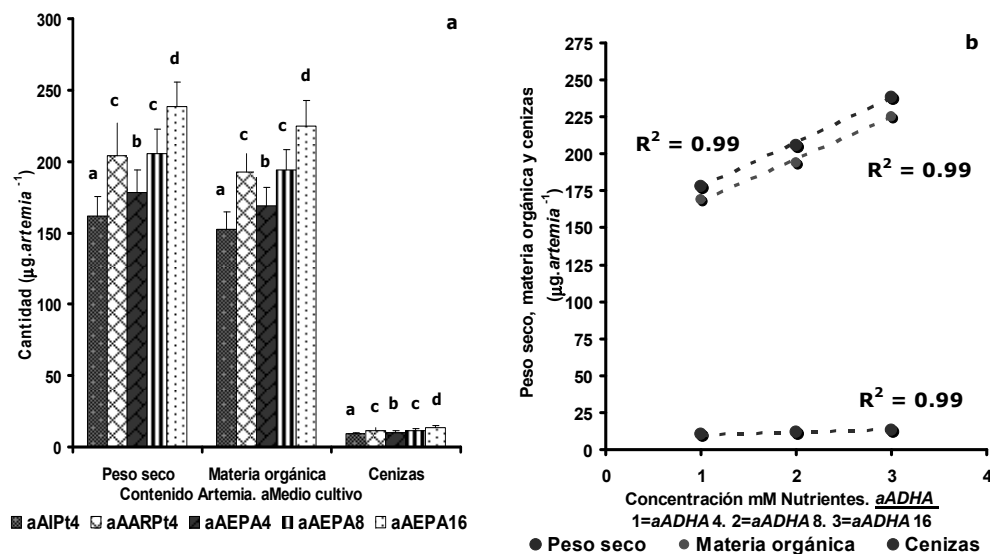 a
Cantidad (µg.artemia⁻¹)
300
250
200
150
100
50
0
a c b c d
a c b c d
a c b c d
Peso seco Materia orgánica Cenizas
Contenido Artemia. aMedio cultivo
aAIPt4 aAARPt4 aAEPA4 aAEPA8 aAEPA16
b
Peso seco, materia orgánica y cenizas
(µg.artemia⁻¹)
275
250
225
200
175
150
125
100
75
50
25
0
R² = 0.99
R² = 0.99
R² = 0.99
0 1 2 3 4
Concentración mM Nutrientes. aADHA
1=aADHA 4. 2=aADHA 8. 3=aADHA 16
Peso seco Materia orgánica Cenizas